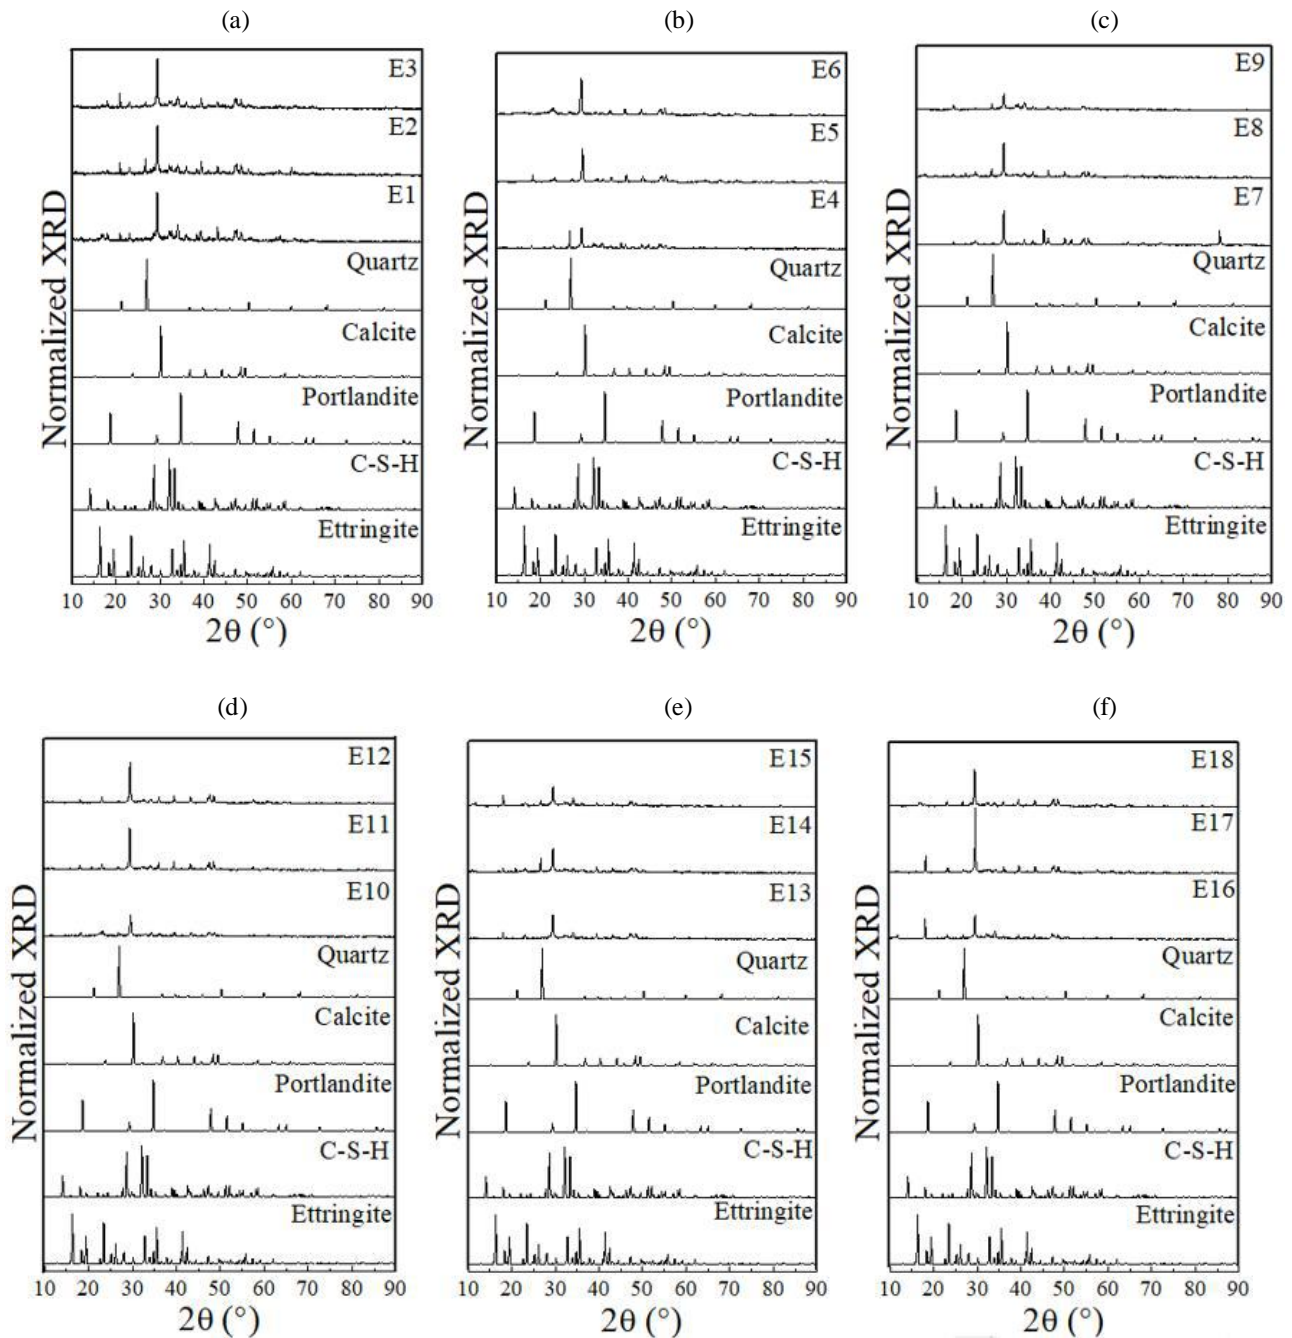 (a)
E3
E2
E1
Quartz
Calcite
Portlandite
C-S-H
Ettringite
Normalized XRD
10 20 30 40 50 60 70 80 90
2θ (°)
(b)
E6
E5
E4
Quartz
Calcite
Portlandite
C-S-H
Ettringite
Normalized XRD
10 20 30 40 50 60 70 80 90
2θ (°)
(c)
E9
E8
E7
Quartz
Calcite
Portlandite
C-S-H
Ettringite
Normalized XRD
10 20 30 40 50 60 70 80 90
2θ (°)
(d)
E12
E11
E10
Quartz
Calcite
Portlandite
C-S-H
Ettringite
Normalized XRD
10 20 30 40 50 60 70 80 90
2θ (°)
(e)
E15
E14
E13
Quartz
Calcite
Portlandite
C-S-H
Ettringite
Normalized XRD
10 20 30 40 50 60 70 80 90
2θ (°)
(f)
E18
E17
E16
Quartz
Calcite
Portlandite
C-S-H
Ettringite
Normalized XRD
10 20 30 40 50 60 70 80 90
2θ (°)